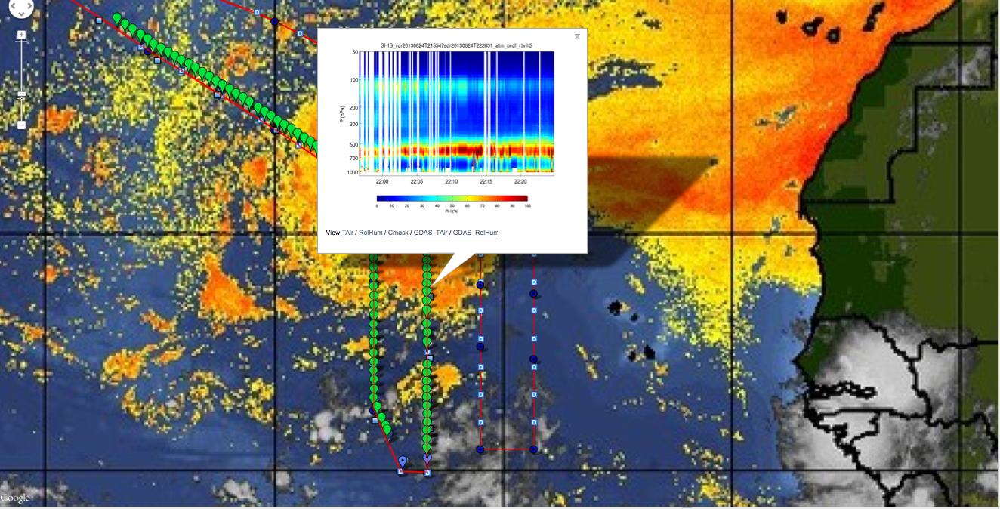 SHIS_rdr20130824T215547sdr20130824T222651_atm_prof_rtv.h5
50
100
200
300
500
700
1000
P (hPa)
22:00 22:05 22:10 22:15 22:20
0 10 20 30 40 50 60 70 80 90 100
RH (%)
View TAir / RelHum / Cmask / GDAS_TAir / GDAS_RelHum
Google